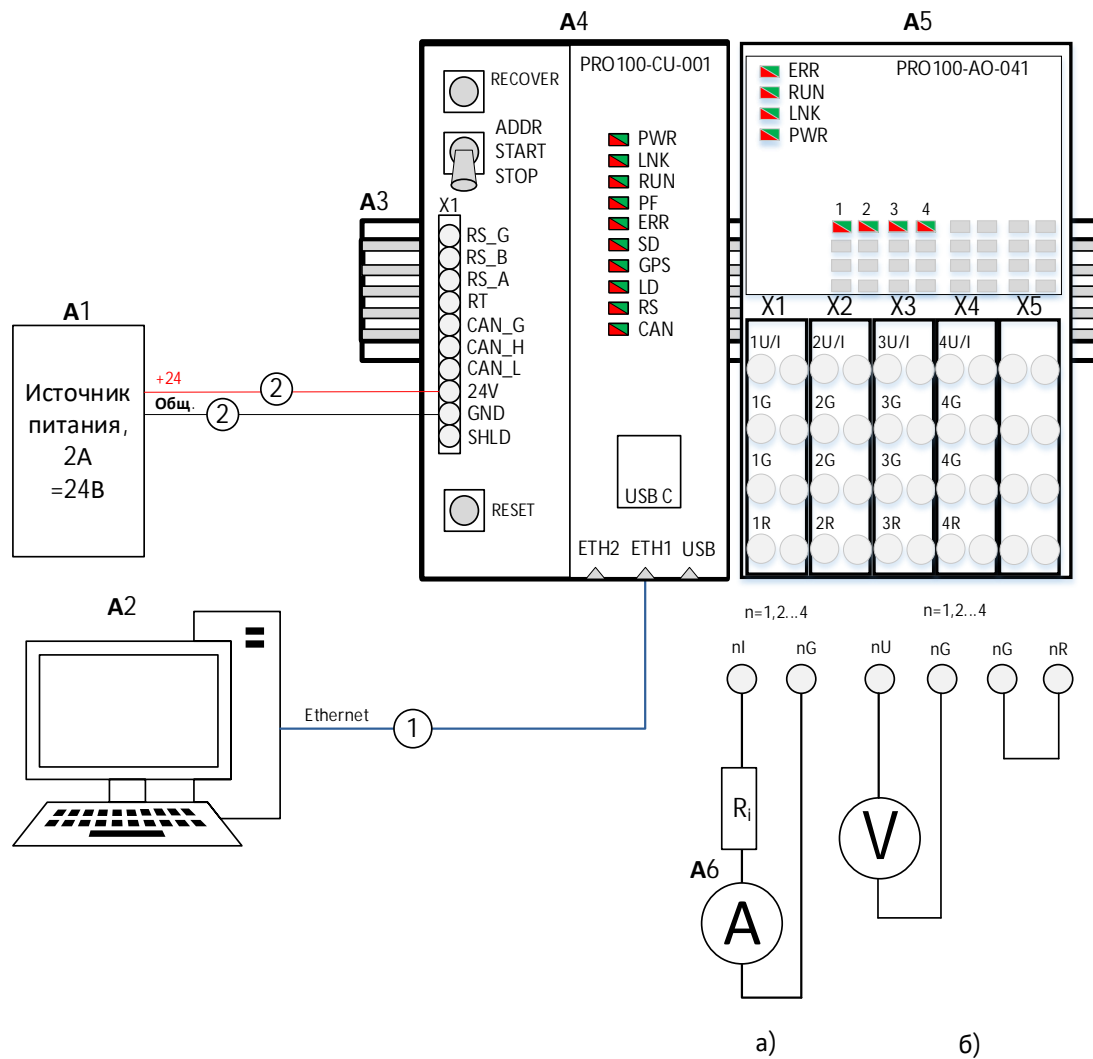 A4
A5
PRO100-CU-001
RECOVER
ADDR
START
STOP
X1
RS_G
RS_B
RS_A
RT
CAN_G
CAN_H
CAN_L
24V
GND
SHLD
RESET
PWR
LNK
RUN
PF
ERR
SD
GPS
LD
RS
CAN
USB C
ETH2 ETH1 USB
PRO100-AO-041
ERR
RUN
LNK
PWR
1 2 3 4
X1 X2 X3 X4 X5
1U/I 2U/I 3U/I 4U/I
1G 2G 3G 4G
1G 2G 3G 4G
1R 2R 3R 4R
A3
A1
Источник
питания,
2А
=24В
+24
2
Общ.
2
A2
Ethernet
1
n=1,2...4
n=1,2...4
nI nG nU nG nG nR
Ri
A6
A
V
а)
б)